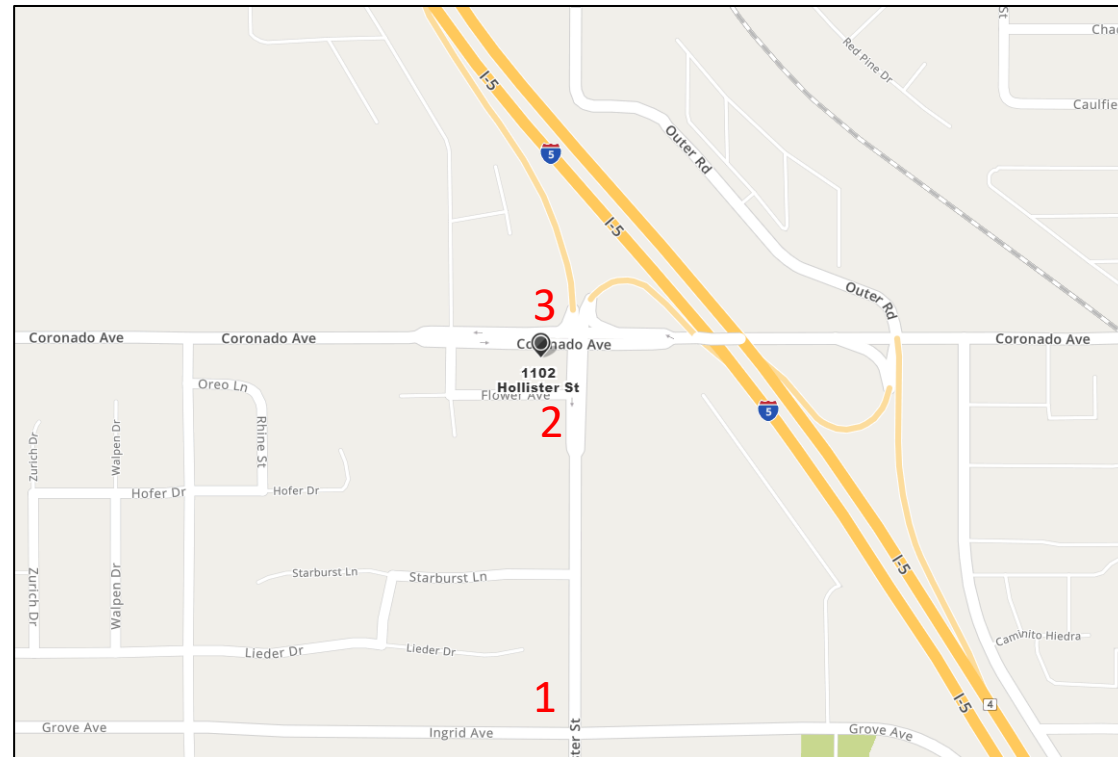 St
Chad
Red Pine Dr
I-5
Caulfie
5
Outer Rd
I-5
Outer Rd
3
Coronado Ave
Coronado Ave
Coronado Ave
Coronado Ave
1102
Hollister St
Oreo Ln
Flower Ave
2
5
Rhine St
Zurich Dr
Walpen Dr
Hofer Dr
Hofer Dr
I-5
Starburst Ln
Starburst Ln
Zurich Dr
Walpen Dr
Caminito Hiedra
Lieder Dr
Lieder Dr
1
I-5
4
Grove Ave
Ingrid Ave
ster St
Grove Ave